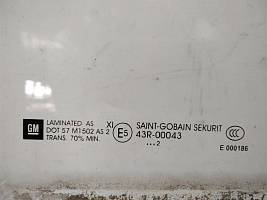 GM
LAMINATED AS XI
DOT 57 M1502 AS 2
TRANS. 70% MIN.
E5
SAINT-GOBAIN SEKURIT
43R-00043
...2
CCC
E 000186